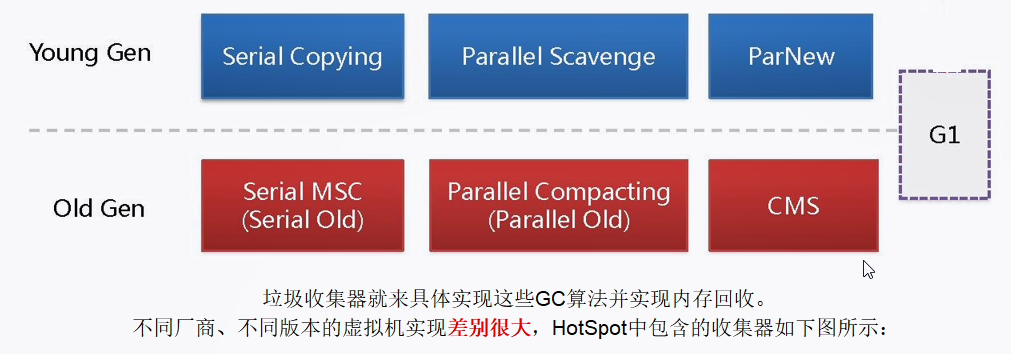 Young Gen
Serial Copying
Parallel Scavenge
ParNew
G1
Old Gen
Serial MSC
(Serial Old)
Parallel Compacting
(Parallel Old)
CMS
垃圾收集器就来具体实现这些GC算法并实现内存回收。
不同厂商、不同版本的虚拟机实现差别很大，HotSpot中包含的收集器如下图所示：